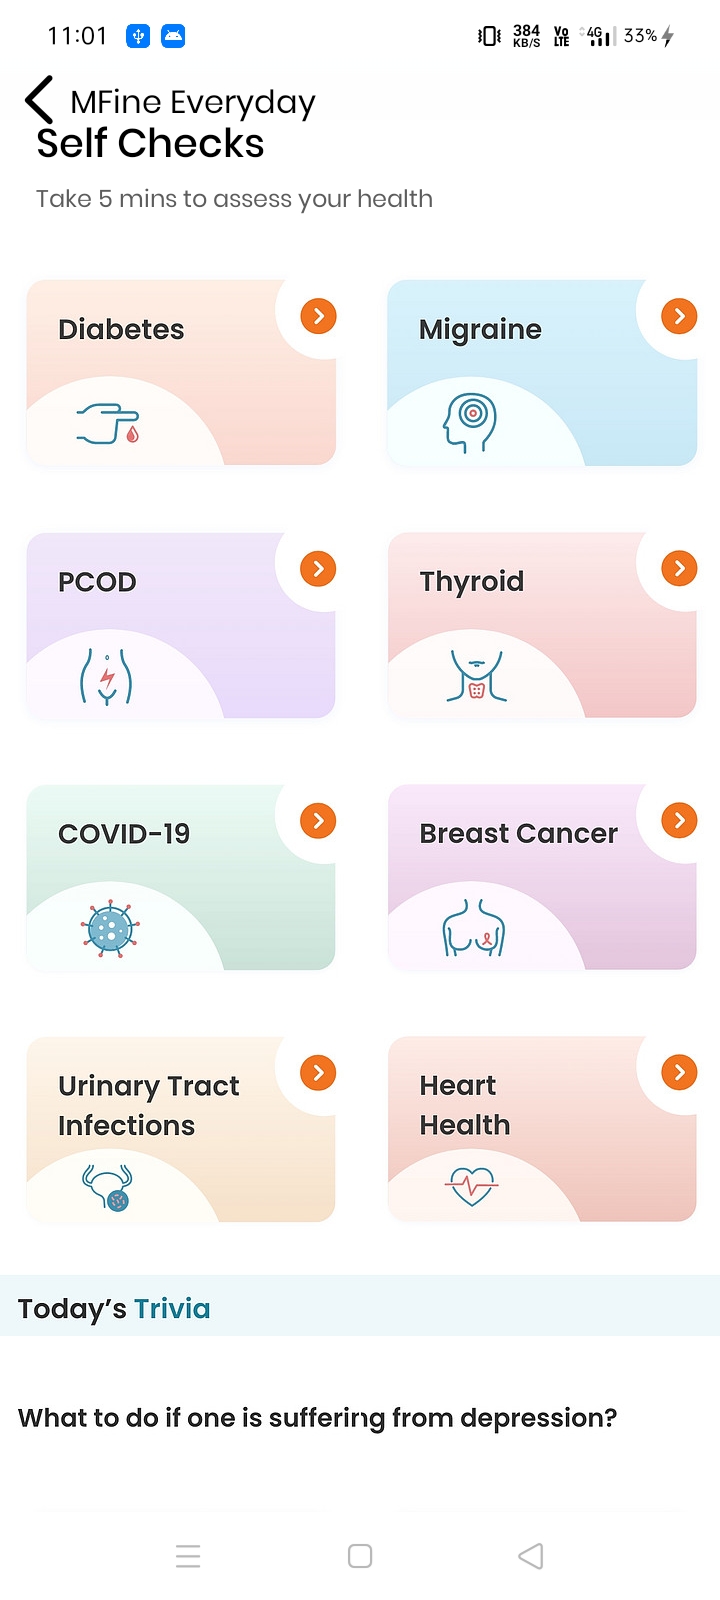 11:01 384 KB/S Vo LTE 4G 33%
MFine Everyday
Self Checks
Take 5 mins to assess your health
Diabetes
Migraine
PCOD
Thyroid
COVID-19
Breast Cancer
Urinary Tract
Infections
Heart
Health
Today's Trivia
What to do if one is suffering from depression?